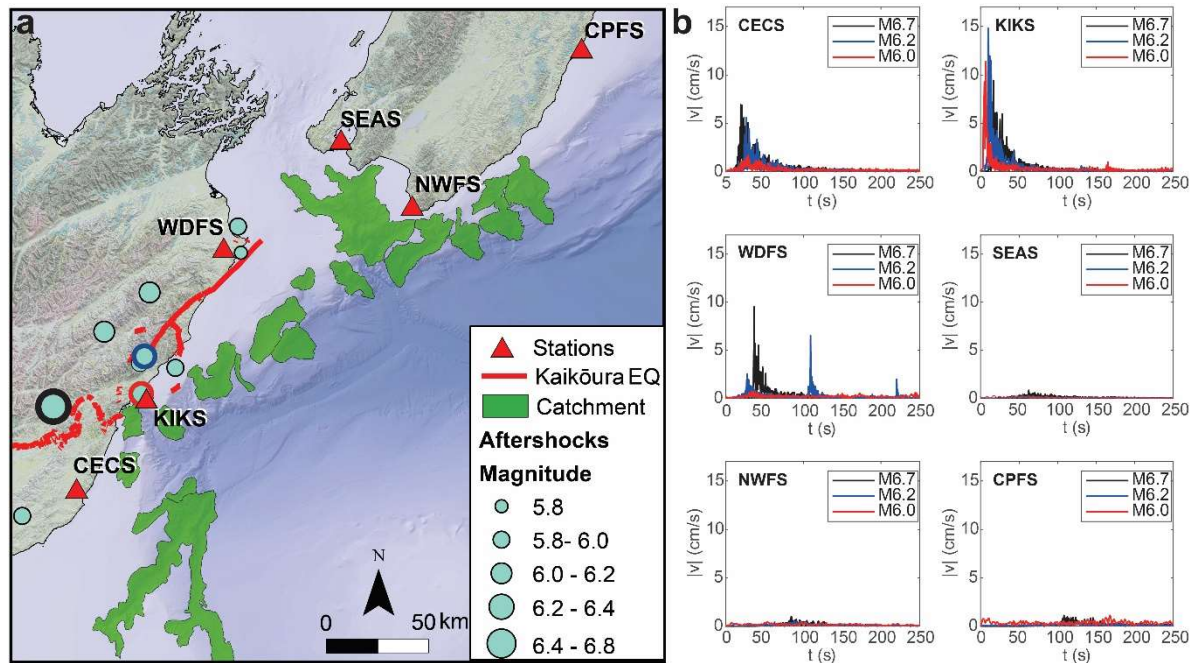 a
CPFS
SEAS
NWFS
WDFS
KIKS
CECS
Stations
Kaikōura EQ
Catchment
Aftershocks
Magnitude
5.8
5.8- 6.0
6.0 - 6.2
6.2 - 6.4
6.4 - 6.8
N
0 50 km
b
CECS
M6.7
M6.2
M6.0
|v| (cm/s)
15
10
5
0
5 50 100 150 200 250
t (s)
KIKS
M6.7
M6.2
M6.0
|v| (cm/s)
15
10
5
0
0 50 100 150 200 250
t (s)
WDFS
M6.7
M6.2
M6.0
|v| (cm/s)
15
10
5
0
0 50 100 150 200 250
t (s)
SEAS
M6.7
M6.2
M6.0
|v| (cm/s)
15
10
5
0
0 50 100 150 200 250
t (s)
NWFS
M6.7
M6.2
M6.0
|v| (cm/s)
15
10
5
0
0 50 100 150 200 250
t (s)
CPFS
M6.7
M6.2
M6.0
|v| (cm/s)
15
10
5
0
0 50 100 150 200 250
t (s)